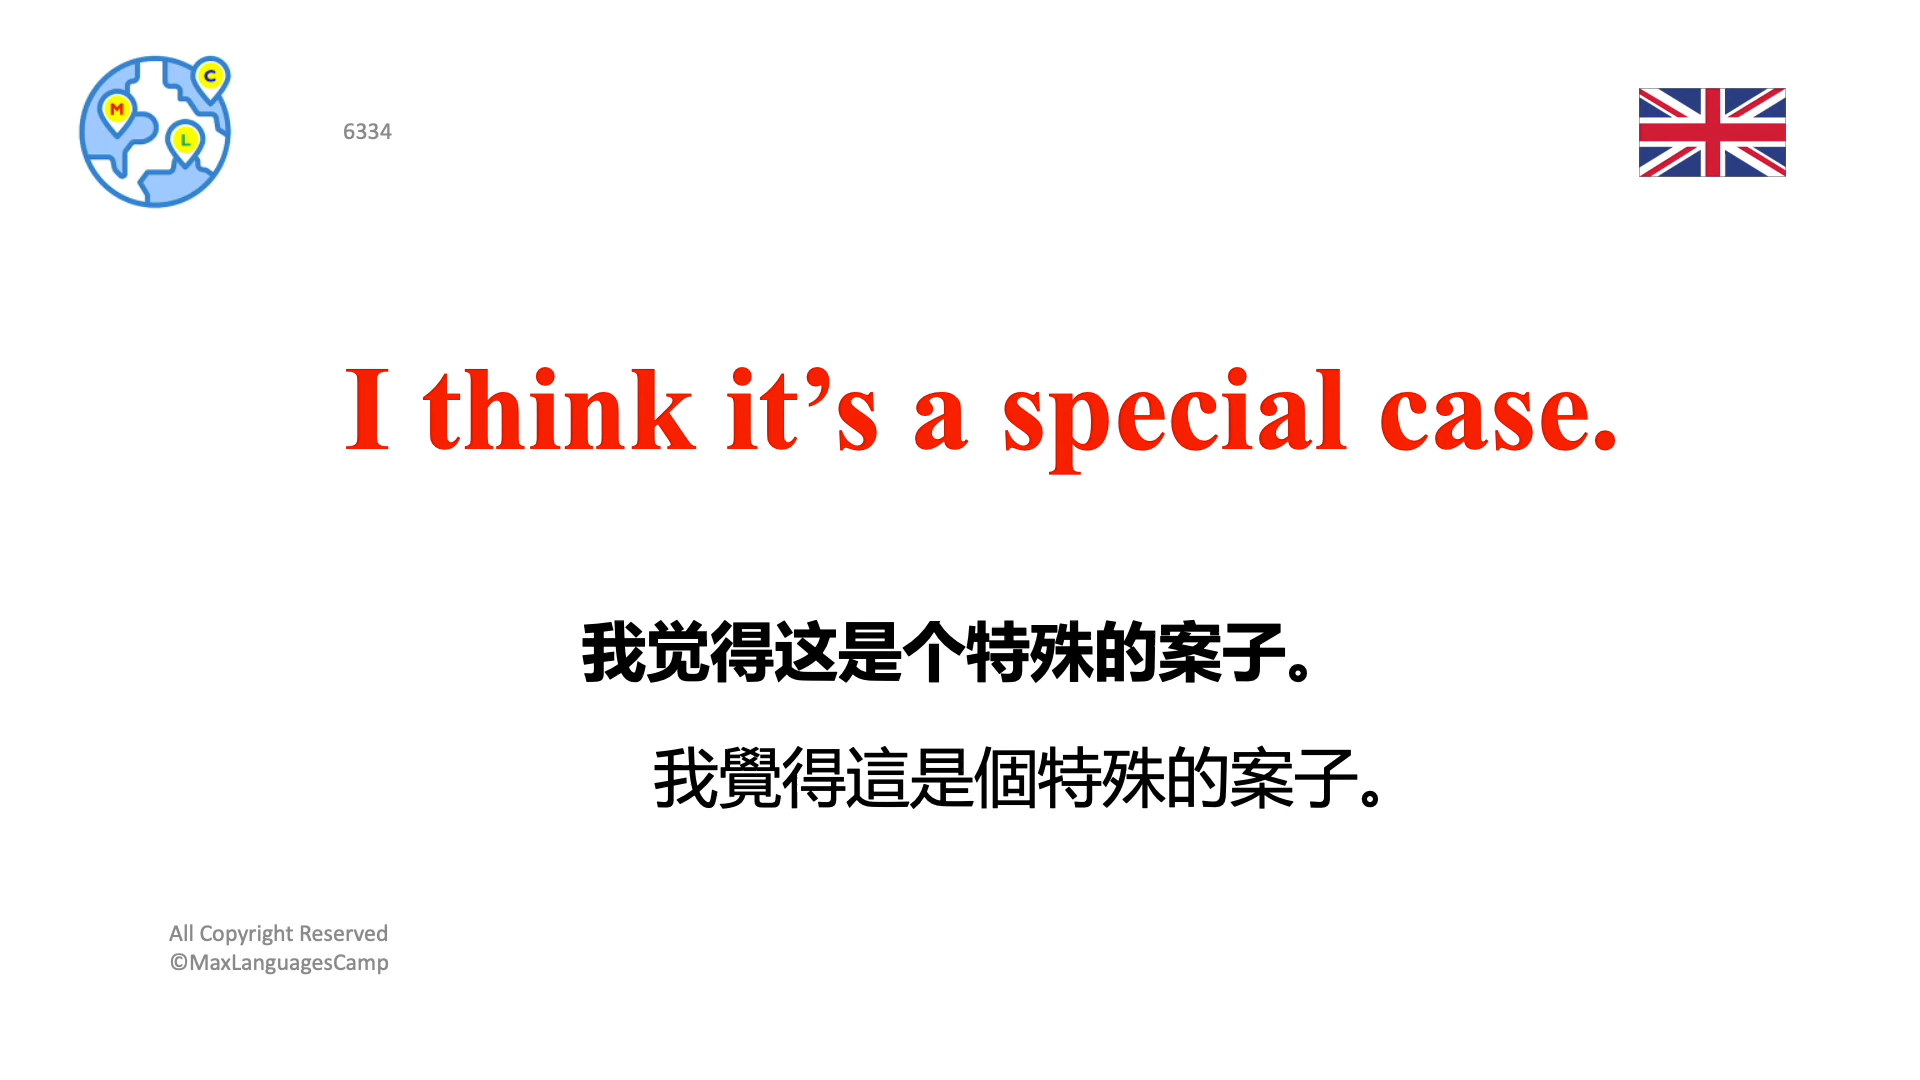 C
M
L
6334
I think it’s a special case.
我觉得这是个特殊的案子。
我覺得這是個特殊的案子。
All Copyright Reserved
©MaxLanguagesCamp